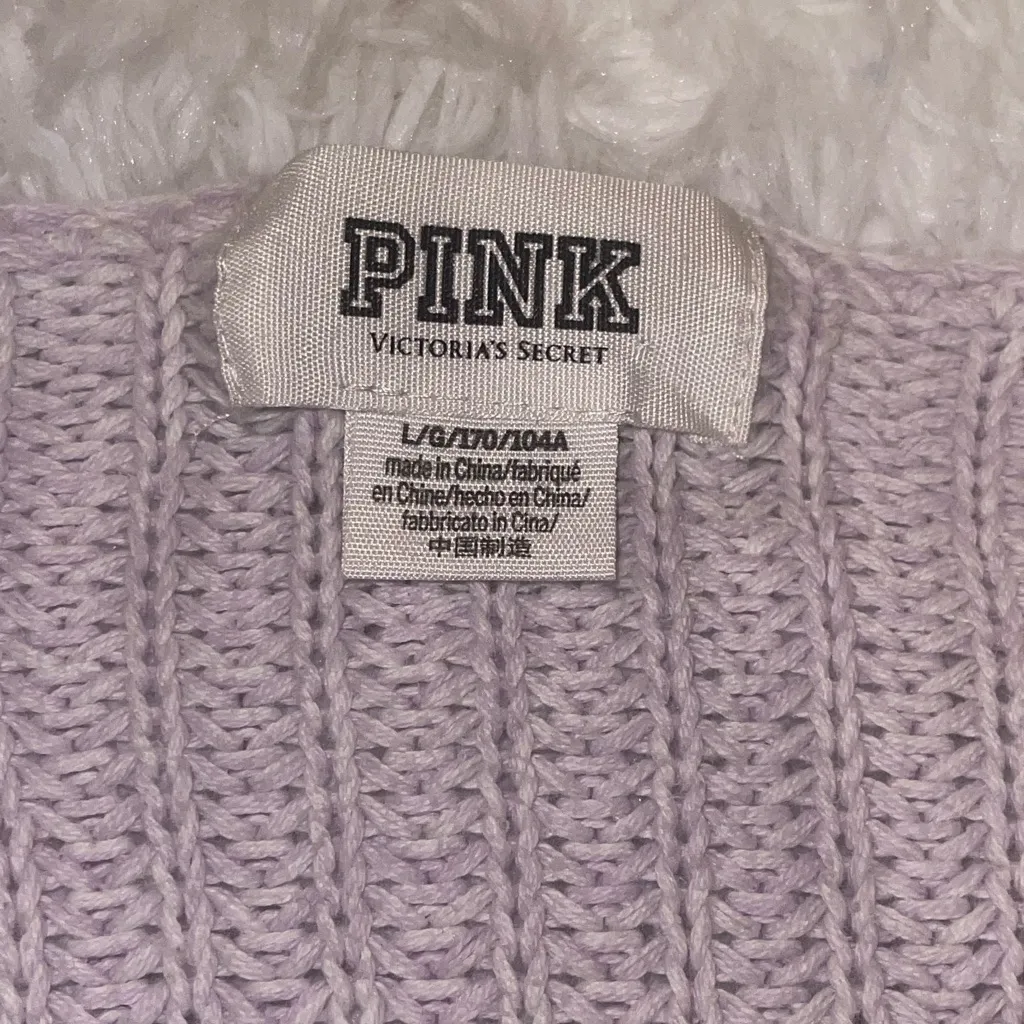 PINK
VICTORIA'S SECRET
L/G/170/104A
made in China/fabriqué
en Chine/hecho en China/
fabbricato in Cina/
中国制造